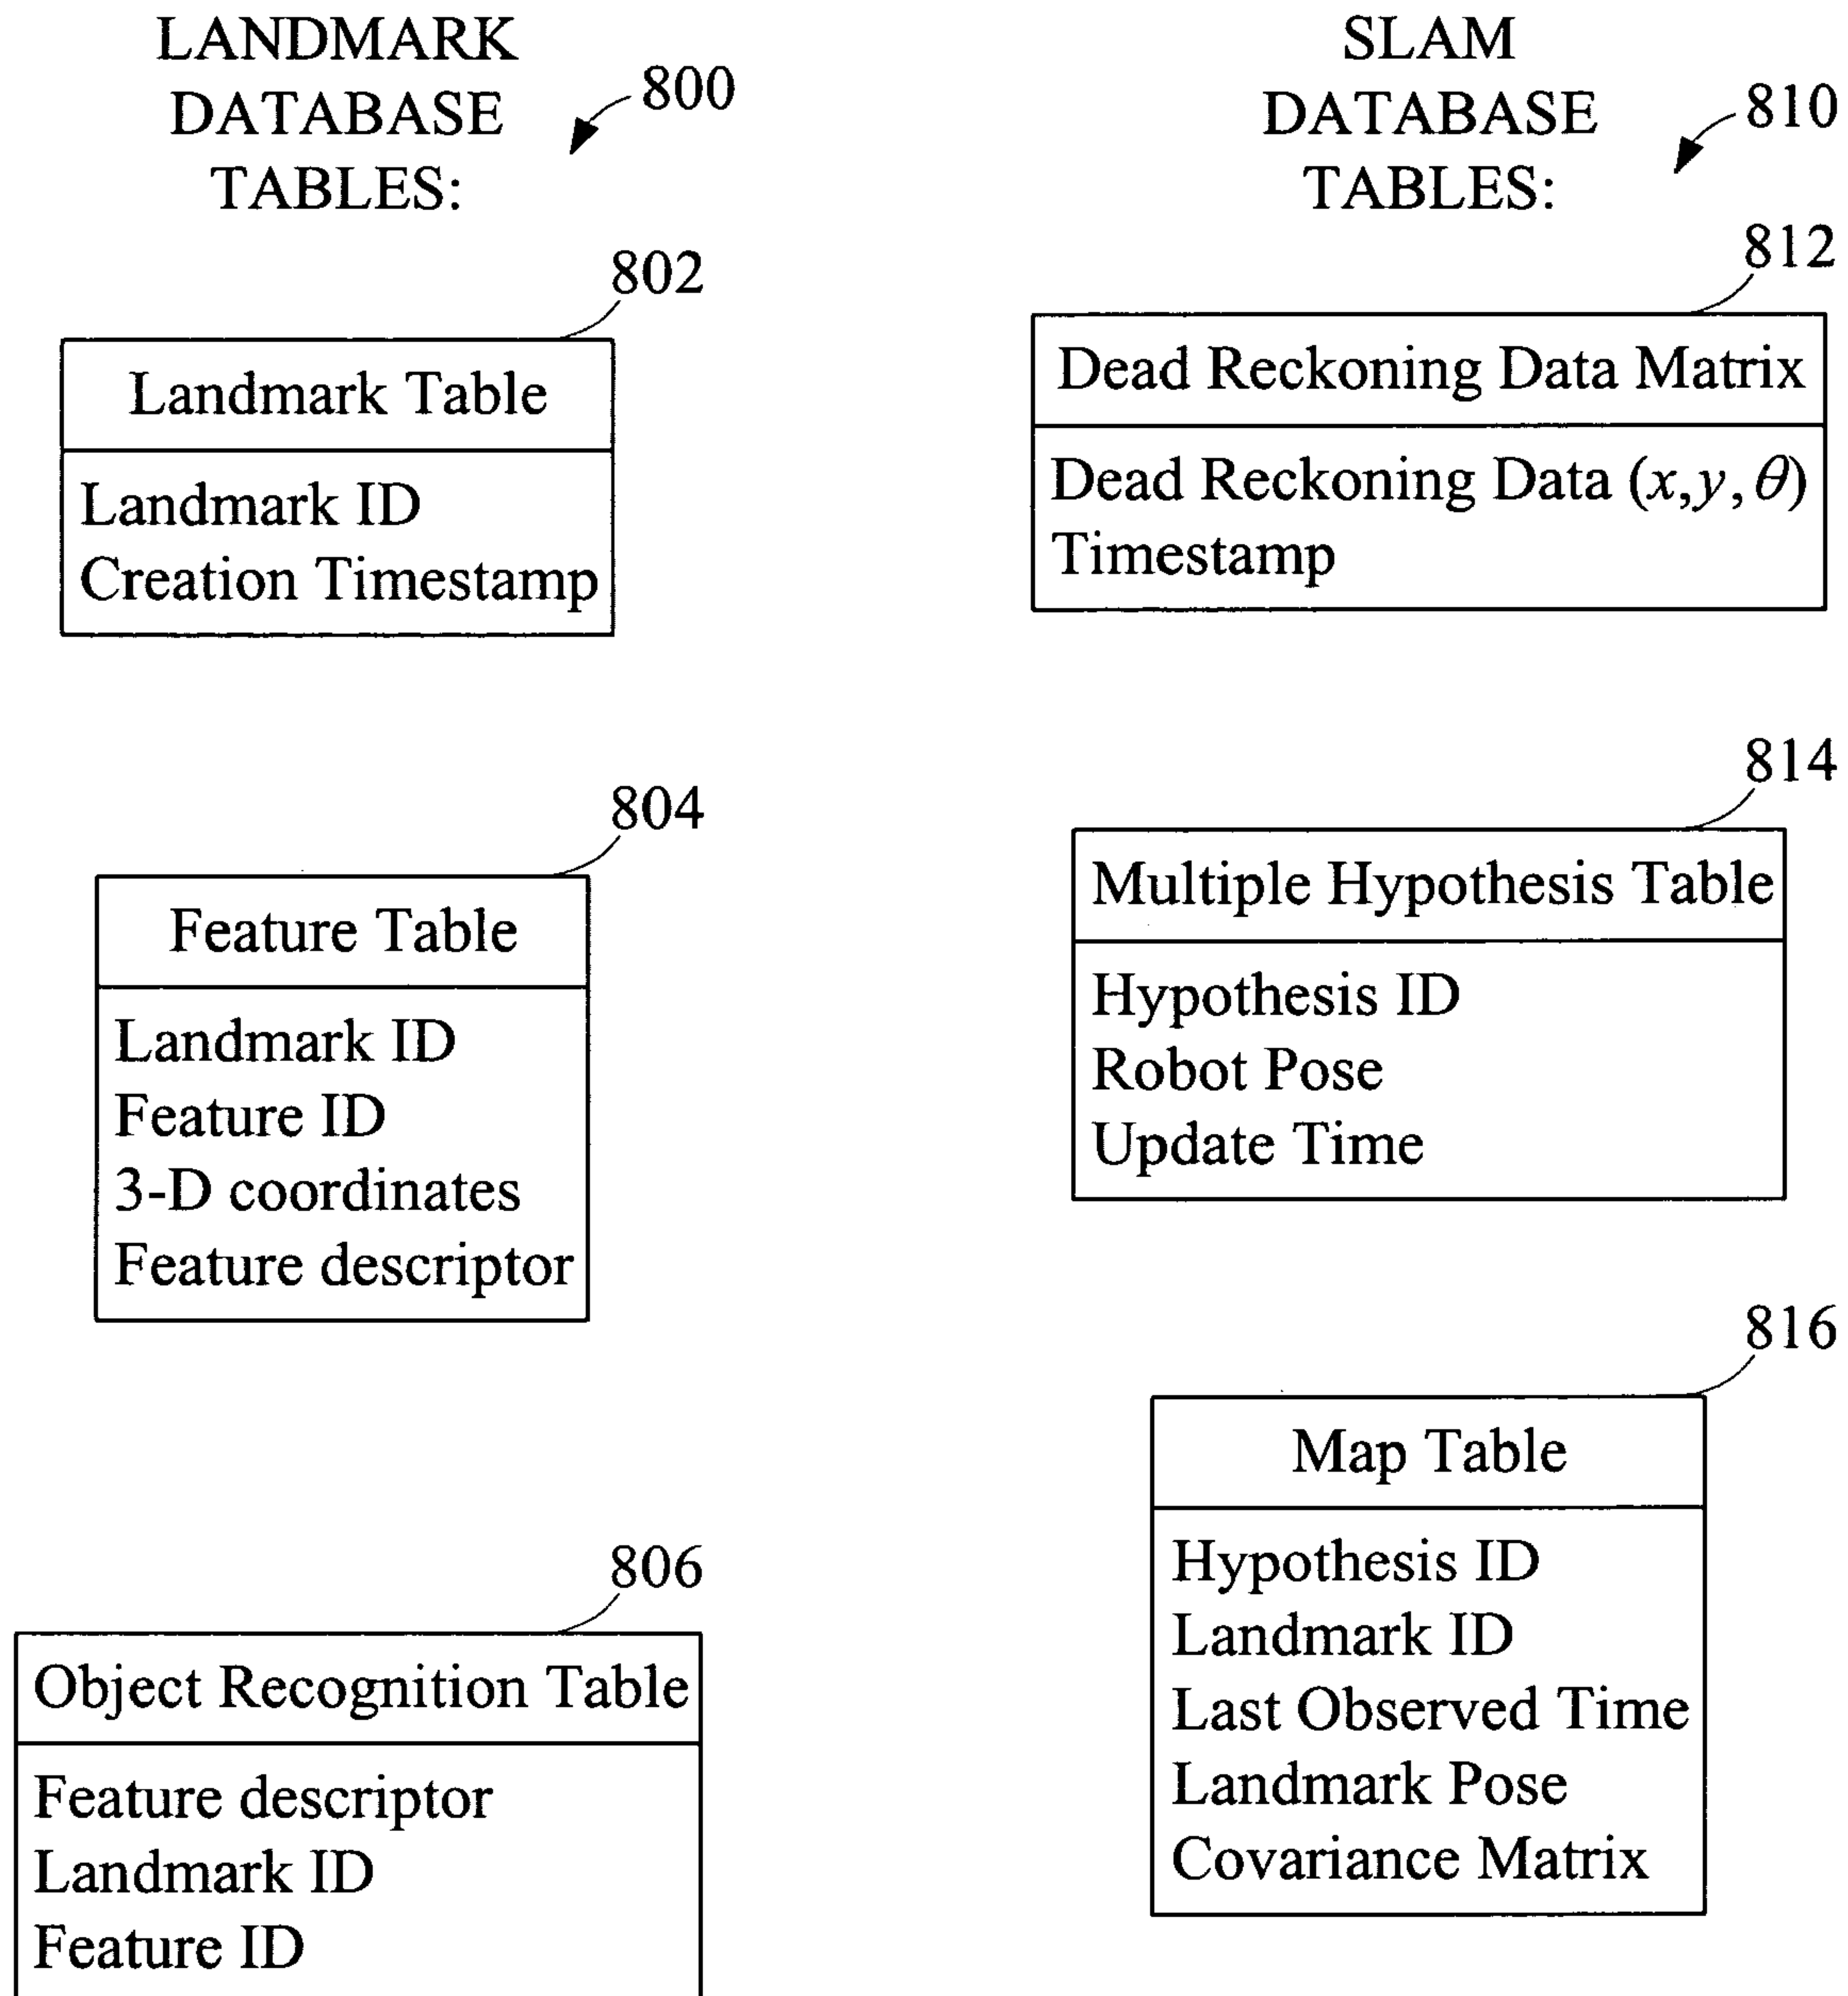 LANDMARK
DATABASE
TABLES:
800
802
Landmark Table
Landmark ID
Creation Timestamp
804
Feature Table
Landmark ID
Feature ID
3-D coordinates
Feature descriptor
806
Object Recognition Table
Feature descriptor
Landmark ID
Feature ID
SLAM
DATABASE
TABLES:
810
812
Dead Reckoning Data Matrix
Dead Reckoning Data (x,y,θ)
Timestamp
814
Multiple Hypothesis Table
Hypothesis ID
Robot Pose
Update Time
816
Map Table
Hypothesis ID
Landmark ID
Last Observed Time
Landmark Pose
Covariance Matrix